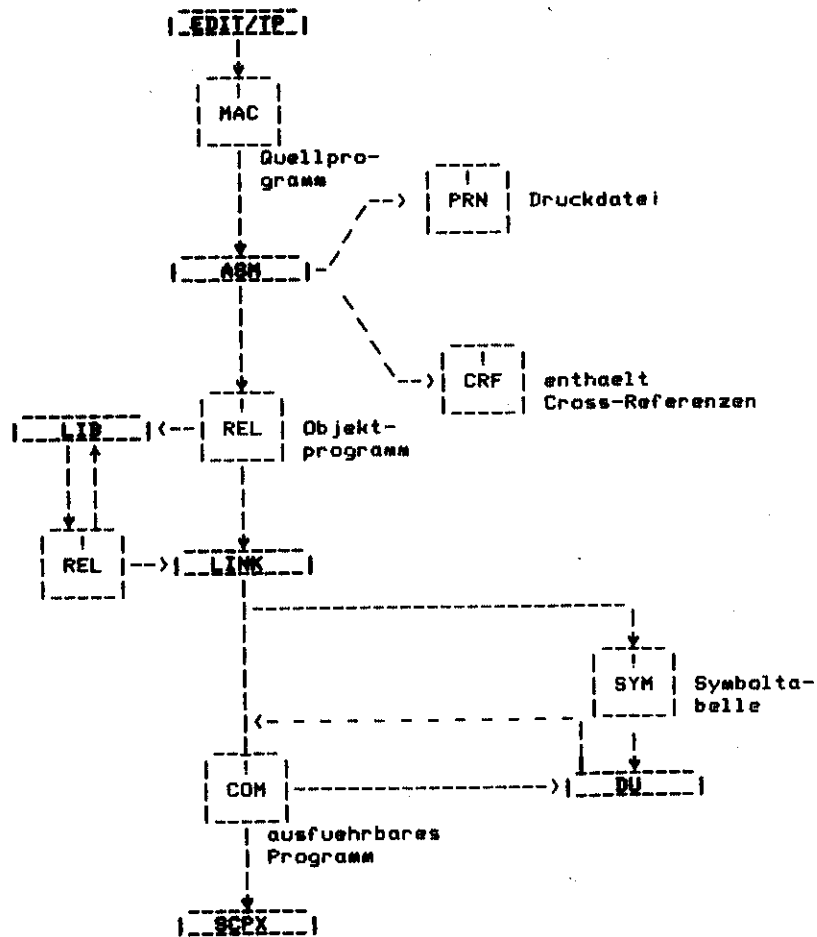 EDIT/TP
MAC
Quellpro-
gramm
PRN
Druckdatei
ASM
CRF
enthaelt
Cross-Referenzen
LIB
REL
Objekt-
programm
REL
LINK
SYM
Symbolta-
belle
COM
DU
ausfuehrbares
Programm
SCPX